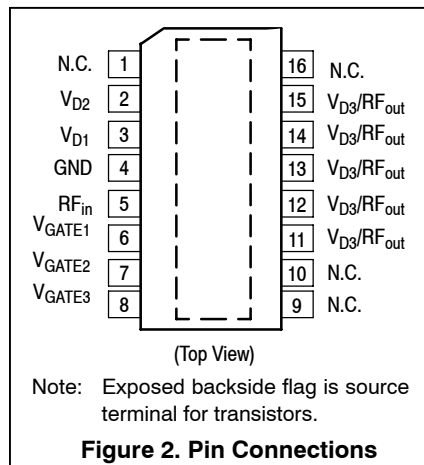 N.C. 1 16 N.C.
V_D2 2 15 V_D3/RF_out
V_D1 3 14 V_D3/RF_out
GND 4 13 V_D3/RF_out
RF_in 5 12 V_D3/RF_out
V_GATE1 6 11 V_D3/RF_out
V_GATE2 7 10 N.C.
V_GATE3 8 9 N.C.
(Top View)
Note: Exposed backside flag is source
terminal for transistors.
Figure 2. Pin Connections